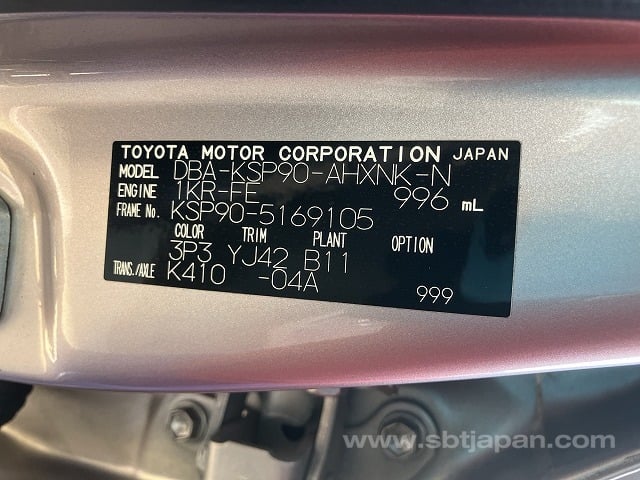 TOYOTA MOTOR CORPORATION JAPAN
MODEL DBA-KSP90-AHXNK-N
ENGINE 1KR-FE 996 mL
FRAME No. KSP90-5169105
COLOR TRIM PLANT OPTION
3P3 YJ42 B11
TRANS./AXLE K410 -04A 999
www.sbtjapan.com